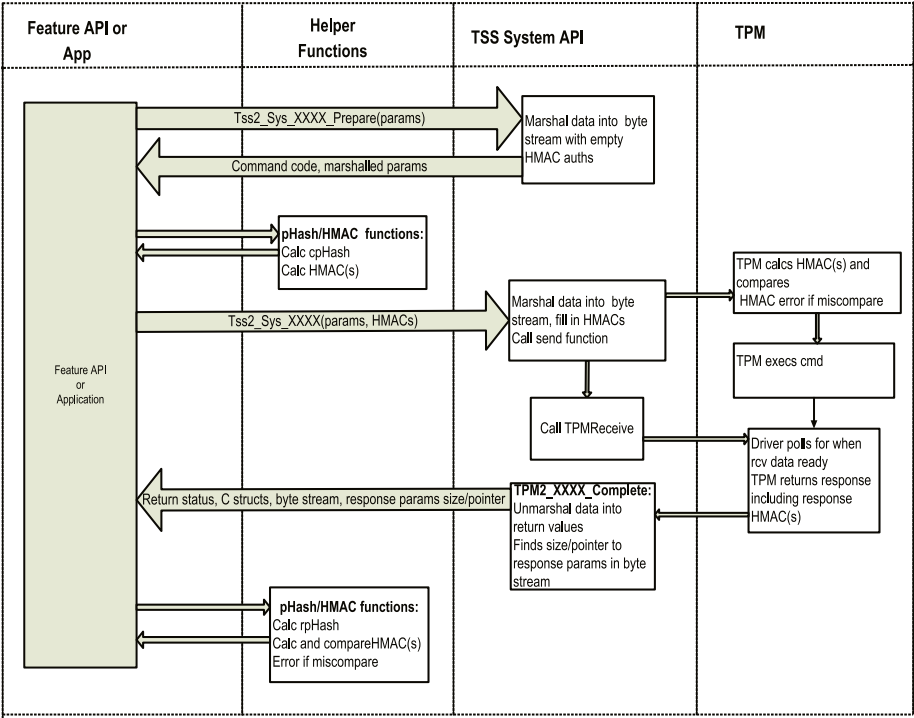 Feature API or
App
Helper
Functions
TSS System API
TPM
Tss2_Sys_XXXX_Prepare(params)
Marshal data into byte
stream with empty
HMAC auths
Command code, marshalled params
pHash/HMAC functions:
Calc cpHash
Calc HMAC(s)
TPM calcs HMAC(s) and
compares
HMAC error if miscompare
Tss2_Sys_XXXX(params, HMACs)
Marshal data into byte
stream, fill in HMACs
Call send function
TPM execs cmd
Feature API
or
Application
Call TPMReceive
Driver polls for when
rcv data ready
TPM returns response
including response
HMAC(s)
Return status, C structs, byte stream, response params size/pointer
TPM2_XXXX_Complete:
Unmarshal data into
return values
Finds size/pointer to
response params in byte
stream
pHash/HMAC functions:
Calc rpHash
Calc and compareHMAC(s)
Error if miscompare